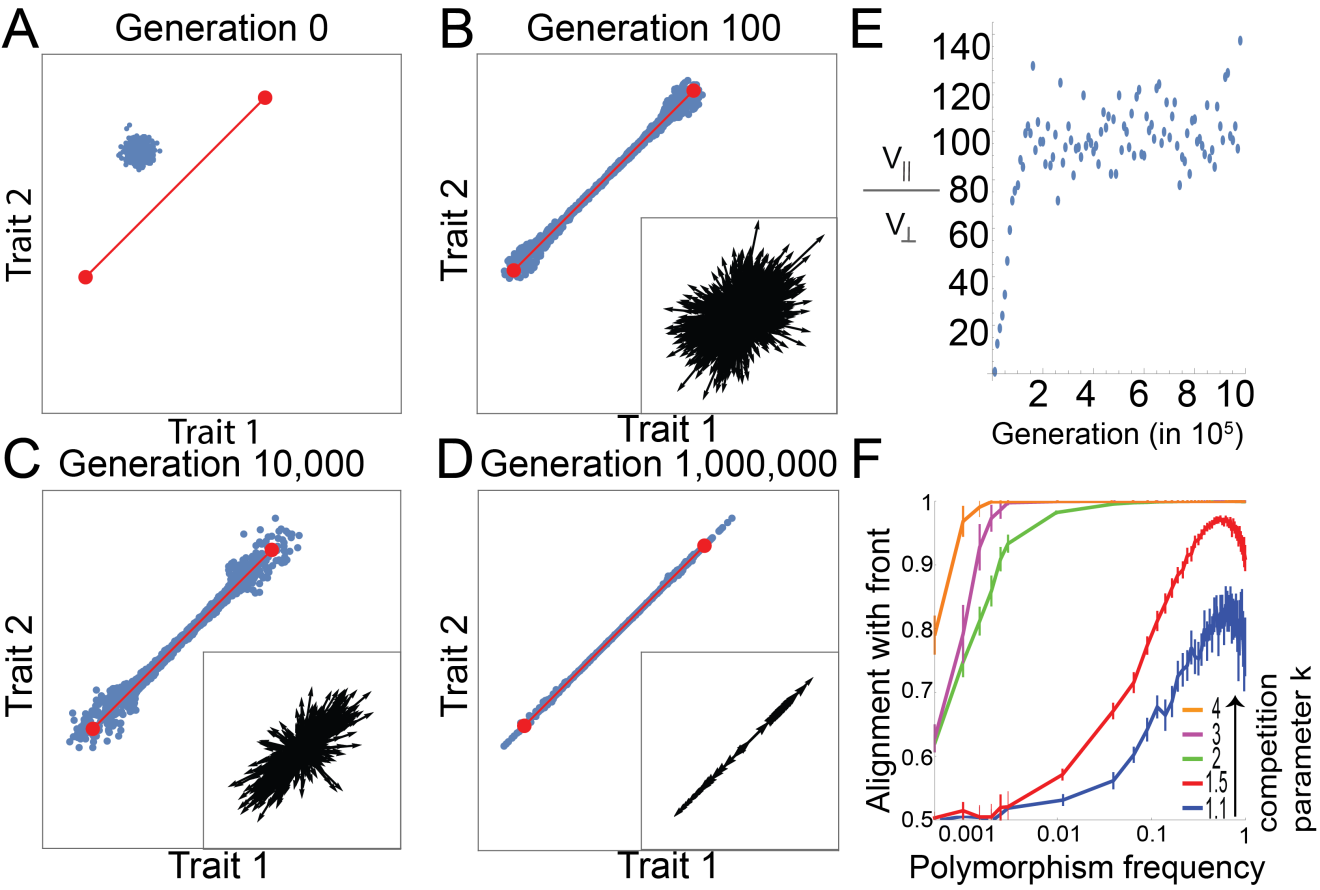 A
Generation 0
Trait 2
Trait 1
B
Generation 100
Trait 2
Trait 1
C
Generation 10,000
Trait 2
Trait 1
D
Generation 1,000,000
Trait 2
Trait 1
E
140
120
100
80
60
40
20
V||
V⊥
2 4 6 8 10
Generation (in 10⁵)
F
1
0.9
0.8
0.7
0.6
0.5
Alignment with front
0.001 0.01 0.1 1
Polymorphism frequency
4
3
2
1.5
1.1
competition
parameter k